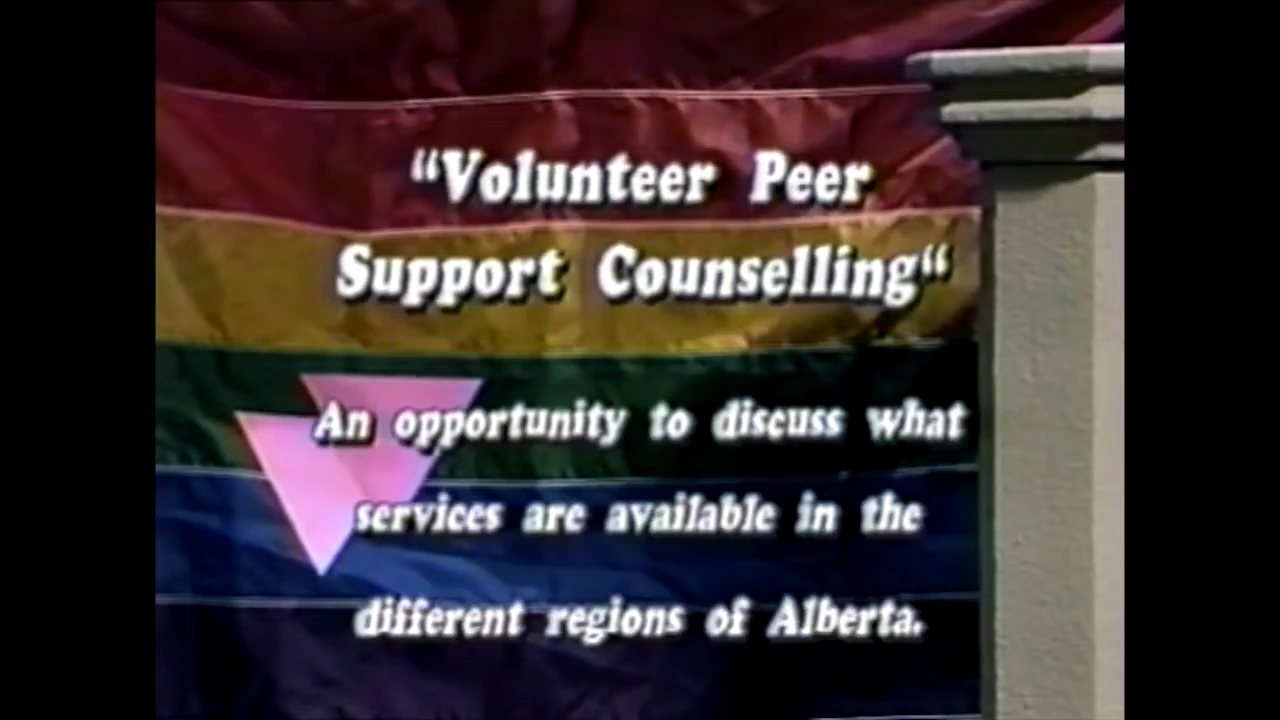 “Volunteer Peer
Support Counselling“
An opportunity to discuss what
services are available in the
different regions of Alberta.